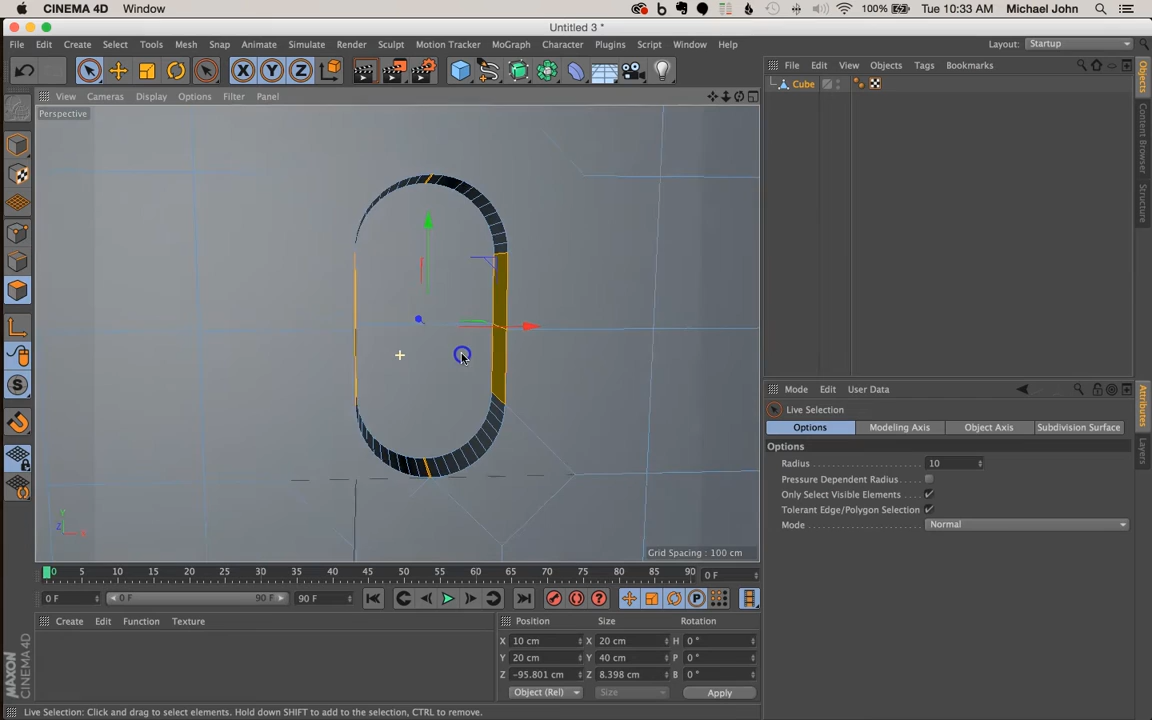 CINEMA 4D Window 100% Tue 10:33 AM Michael John
Untitled 3 *
File Edit Create Select Tools Mesh Snap Animate Simulate Render Sculpt Motion Tracker MoGraph Character Plugins Script Window Help Layout: Startup
X Y Z
File Edit View Objects Tags Bookmarks
View Cameras Display Options Filter Panel
Cube
Perspective
Objects
Content Browser
Structure
S
Y
Z X
Grid Spacing : 100 cm
Mode Edit User Data
Live Selection
Options Modeling Axis Object Axis Subdivision Surface
Options
Radius 10
Pressure Dependent Radius
Only Select Visible Elements
Tolerant Edge/Polygon Selection
Mode Normal
Attributes
Layers
0 5 10 15 20 25 30 35 40 45 50 55 60 65 70 75 80 85 90 0 F
0 F 0 F 90 F 90 F P
Create Edit Function Texture
Position Size Rotation
X 10 cm X 20 cm H 0 °
Y 20 cm Y 40 cm P 0 °
Z -95.801 cm Z 8.398 cm B 0 °
Object (Rel) Size Apply
MAXON
CINEMA 4D
Live Selection: Click and drag to select elements. Hold down SHIFT to add to the selection, CTRL to remove.